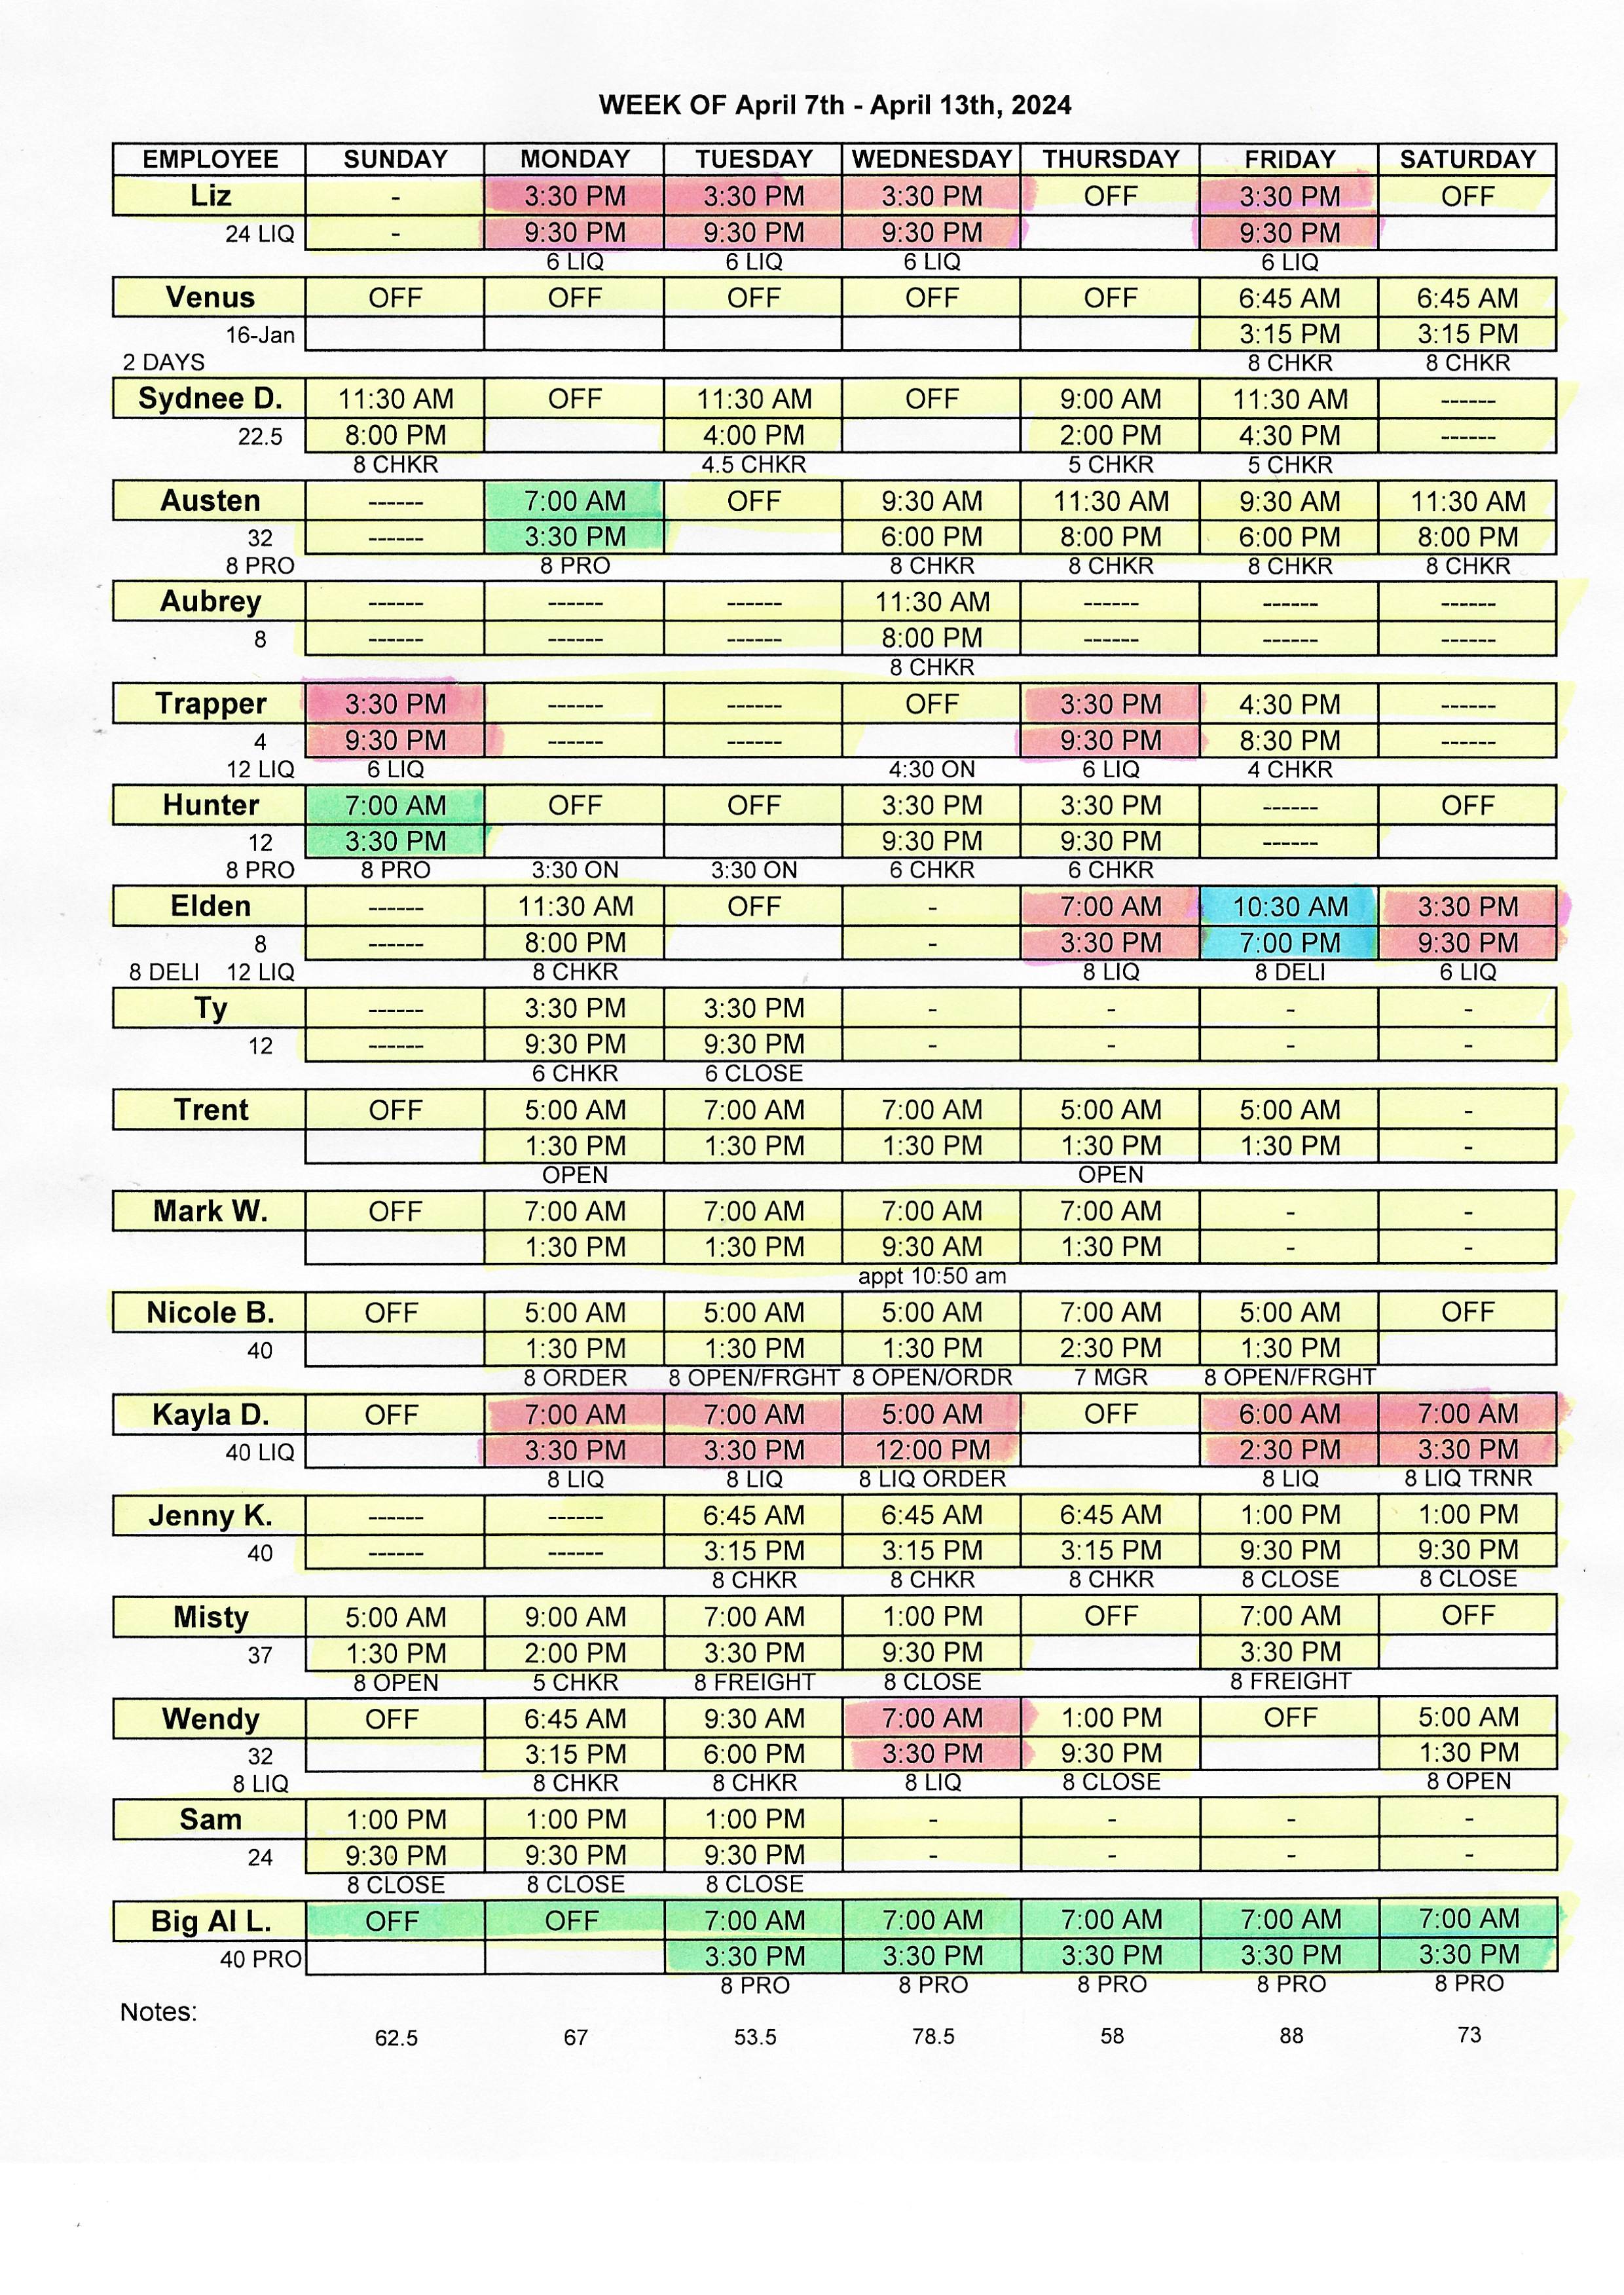 WEEK OF April 7th - April 13th, 2024
EMPLOYEE SUNDAY MONDAY TUESDAY WEDNESDAY THURSDAY FRIDAY SATURDAY
Liz - 3:30 PM 3:30 PM 3:30 PM OFF 3:30 PM OFF
24 LIQ - 9:30 PM 9:30 PM 9:30 PM 9:30 PM
6 LIQ 6 LIQ 6 LIQ 6 LIQ
Venus OFF OFF OFF OFF OFF 6:45 AM 6:45 AM
16-Jan 3:15 PM 3:15 PM
2 DAYS 8 CHKR 8 CHKR
Sydnee D. 11:30 AM OFF 11:30 AM OFF 9:00 AM 11:30 AM ------
22.5 8:00 PM 4:00 PM 2:00 PM 4:30 PM ------
8 CHKR 4.5 CHKR 5 CHKR 5 CHKR
Austen ------ 7:00 AM OFF 9:30 AM 11:30 AM 9:30 AM 11:30 AM
32 ------ 3:30 PM 6:00 PM 8:00 PM 6:00 PM 8:00 PM
8 PRO 8 PRO 8 CHKR 8 CHKR 8 CHKR 8 CHKR
Aubrey ------ ------ ------ 11:30 AM ------ ------ ------
8 ------ ------ ------ 8:00 PM ------ ------ ------
8 CHKR
Trapper 3:30 PM ------ ------ OFF 3:30 PM 4:30 PM ------
4 9:30 PM ------ ------ 9:30 PM 8:30 PM ------
12 LIQ 6 LIQ 4:30 ON 6 LIQ 4 CHKR
Hunter 7:00 AM OFF OFF 3:30 PM 3:30 PM ------ OFF
12 3:30 PM 9:30 PM 9:30 PM ------
8 PRO 8 PRO 3:30 ON 3:30 ON 6 CHKR 6 CHKR
Elden ------ 11:30 AM OFF - 7:00 AM 10:30 AM 3:30 PM
8 ------ 8:00 PM - 3:30 PM 7:00 PM 9:30 PM
8 DELI 12 LIQ 8 CHKR 8 LIQ 8 DELI 6 LIQ
Ty ------ 3:30 PM 3:30 PM - - - -
12 ------ 9:30 PM 9:30 PM - - - -
6 CHKR 6 CLOSE
Trent OFF 5:00 AM 7:00 AM 7:00 AM 5:00 AM 5:00 AM -
1:30 PM 1:30 PM 1:30 PM 1:30 PM 1:30 PM -
OPEN OPEN
Mark W. OFF 7:00 AM 7:00 AM 7:00 AM 7:00 AM - -
1:30 PM 1:30 PM 9:30 AM 1:30 PM - -
appt 10:50 am
Nicole B. OFF 5:00 AM 5:00 AM 5:00 AM 7:00 AM 5:00 AM OFF
40 1:30 PM 1:30 PM 1:30 PM 2:30 PM 1:30 PM
8 ORDER 8 OPEN/FRGHT 8 OPEN/ORDR 7 MGR 8 OPEN/FRGHT
Kayla D. OFF 7:00 AM 7:00 AM 5:00 AM OFF 6:00 AM 7:00 AM
40 LIQ 3:30 PM 3:30 PM 12:00 PM 2:30 PM 3:30 PM
8 LIQ 8 LIQ 8 LIQ ORDER 8 LIQ 8 LIQ TRNR
Jenny K. ------ ------ 6:45 AM 6:45 AM 6:45 AM 1:00 PM 1:00 PM
40 ------ ------ 3:15 PM 3:15 PM 3:15 PM 9:30 PM 9:30 PM
8 CHKR 8 CHKR 8 CHKR 8 CLOSE 8 CLOSE
Misty 5:00 AM 9:00 AM 7:00 AM 1:00 PM OFF 7:00 AM OFF
37 1:30 PM 2:00 PM 3:30 PM 9:30 PM 3:30 PM
8 OPEN 5 CHKR 8 FREIGHT 8 CLOSE 8 FREIGHT
Wendy OFF 6:45 AM 9:30 AM 7:00 AM 1:00 PM OFF 5:00 AM
32 3:15 PM 6:00 PM 3:30 PM 9:30 PM 1:30 PM
8 LIQ 8 CHKR 8 CHKR 8 LIQ 8 CLOSE 8 OPEN
Sam 1:00 PM 1:00 PM 1:00 PM - - - -
24 9:30 PM 9:30 PM 9:30 PM - - - -
8 CLOSE 8 CLOSE 8 CLOSE
Big Al L. OFF OFF 7:00 AM 7:00 AM 7:00 AM 7:00 AM 7:00 AM
40 PRO 3:30 PM 3:30 PM 3:30 PM 3:30 PM 3:30 PM
8 PRO 8 PRO 8 PRO 8 PRO 8 PRO
Notes:
62.5 67 53.5 78.5 58 88 73